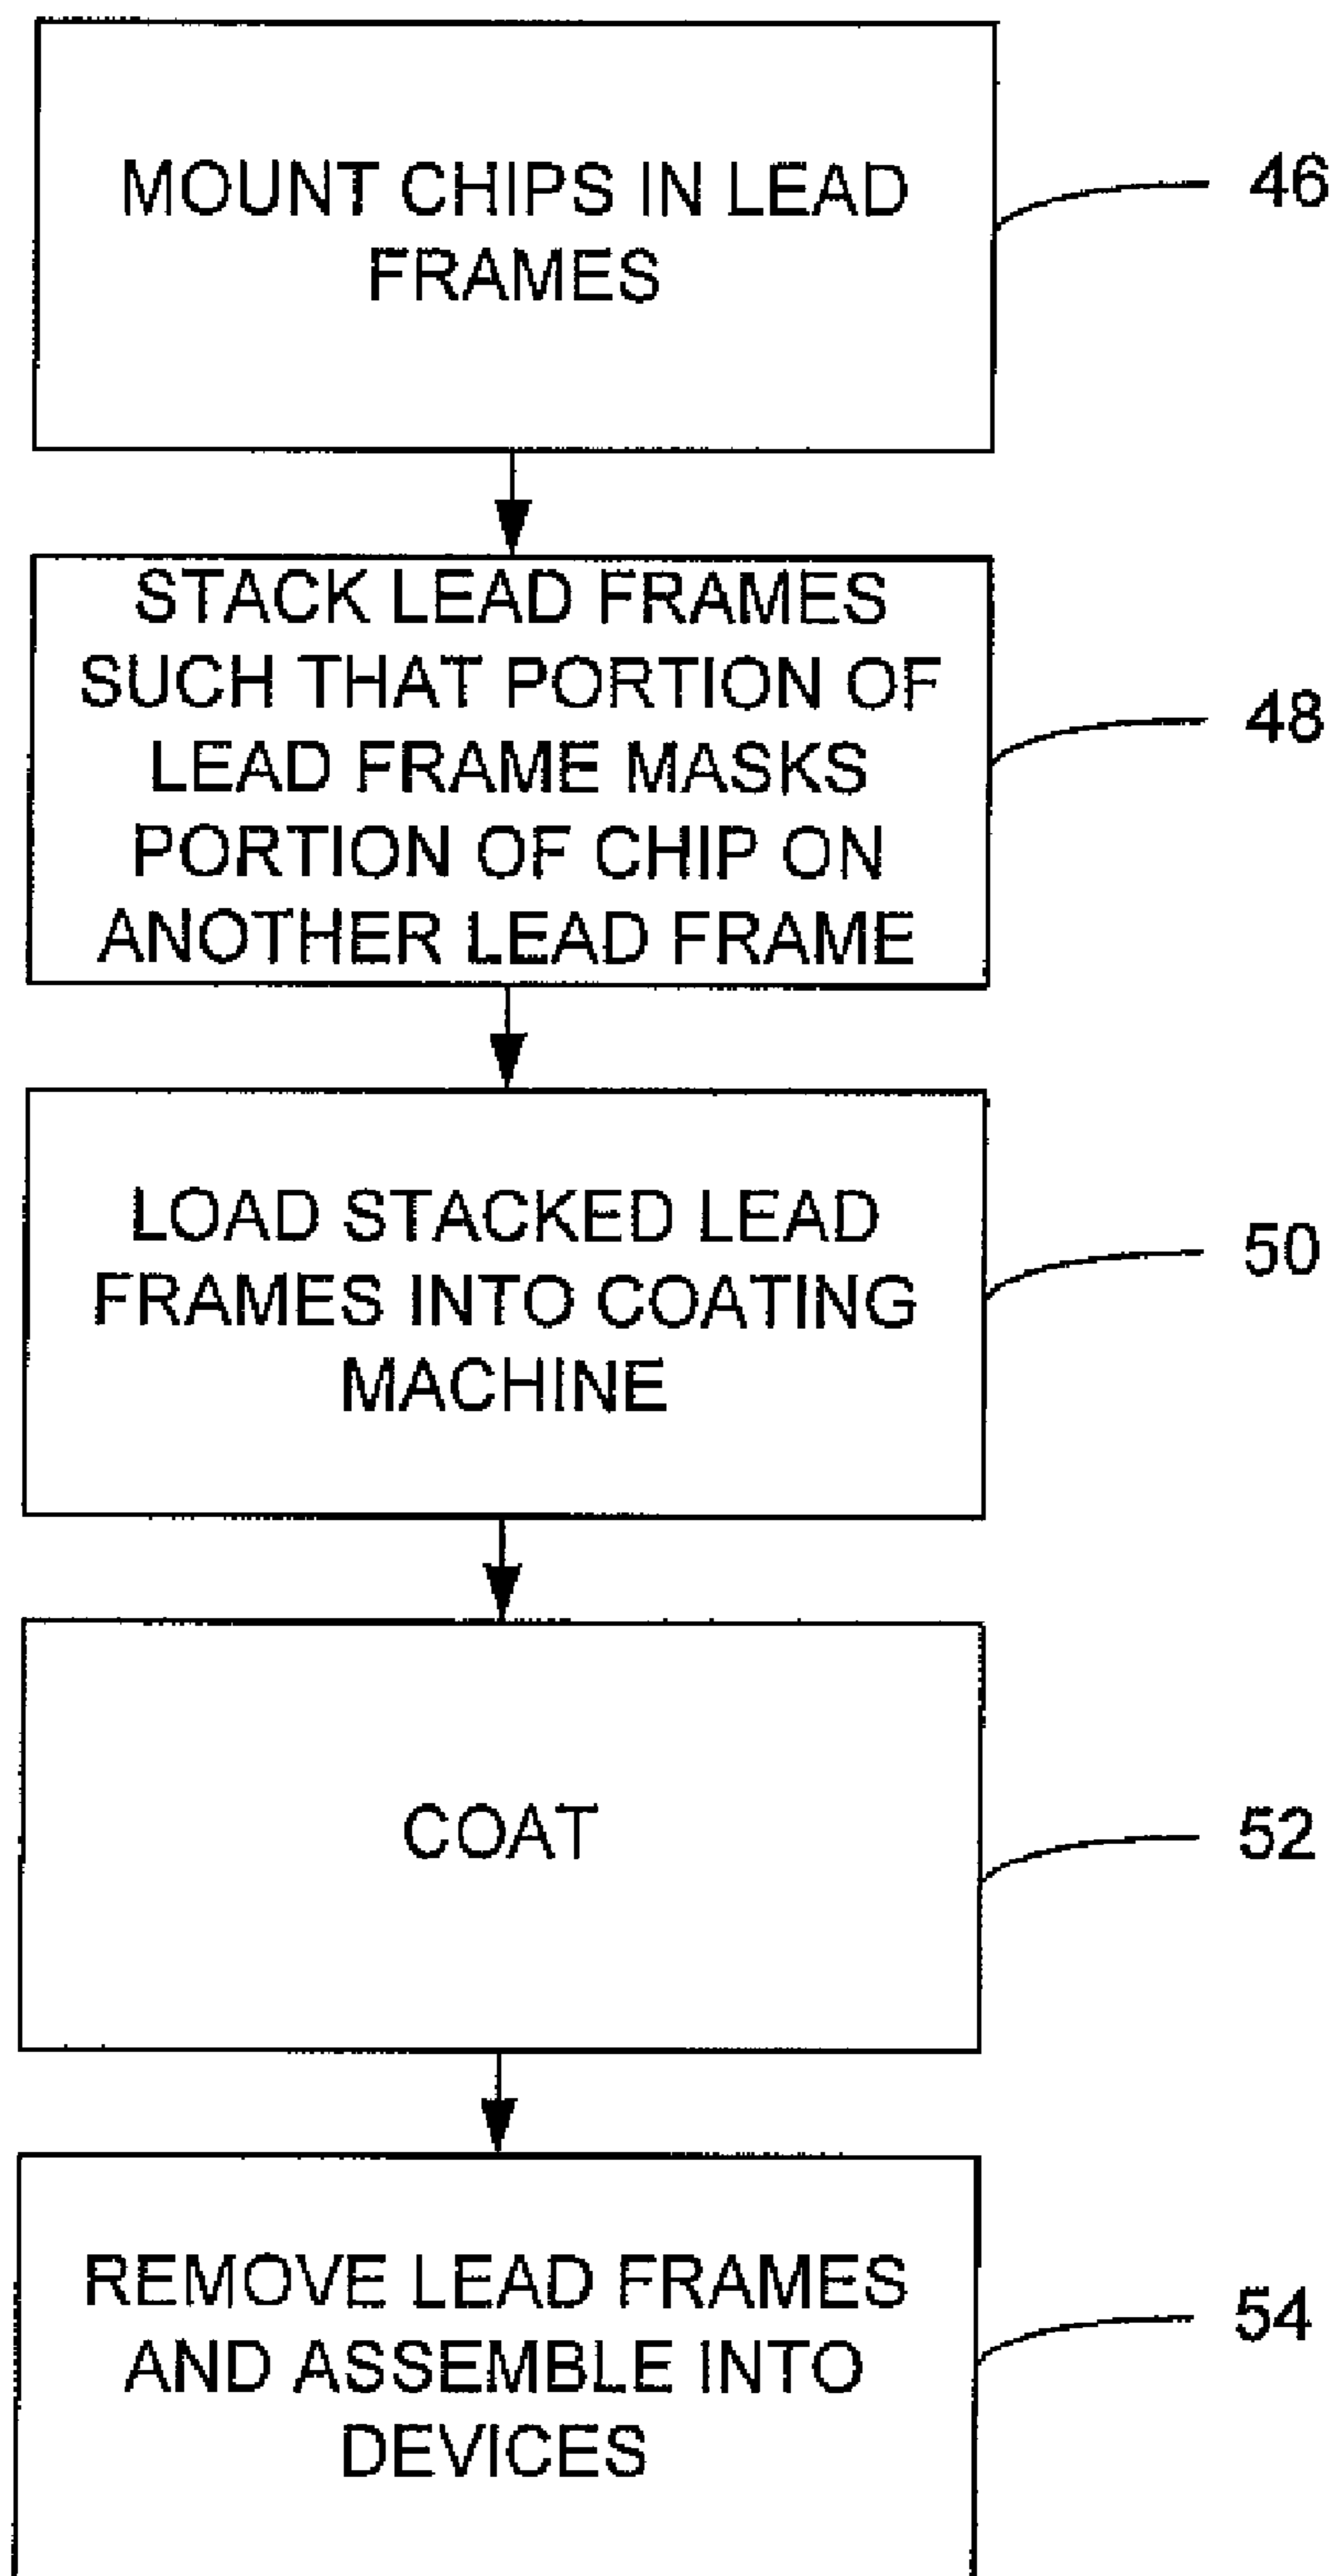 MOUNT CHIPS IN LEAD
FRAMES
46
STACK LEAD FRAMES
SUCH THAT PORTION OF
LEAD FRAME MASKS
PORTION OF CHIP ON
ANOTHER LEAD FRAME
48
LOAD STACKED LEAD
FRAMES INTO COATING
MACHINE
50
COAT
52
REMOVE LEAD FRAMES
AND ASSEMBLE INTO
DEVICES
54